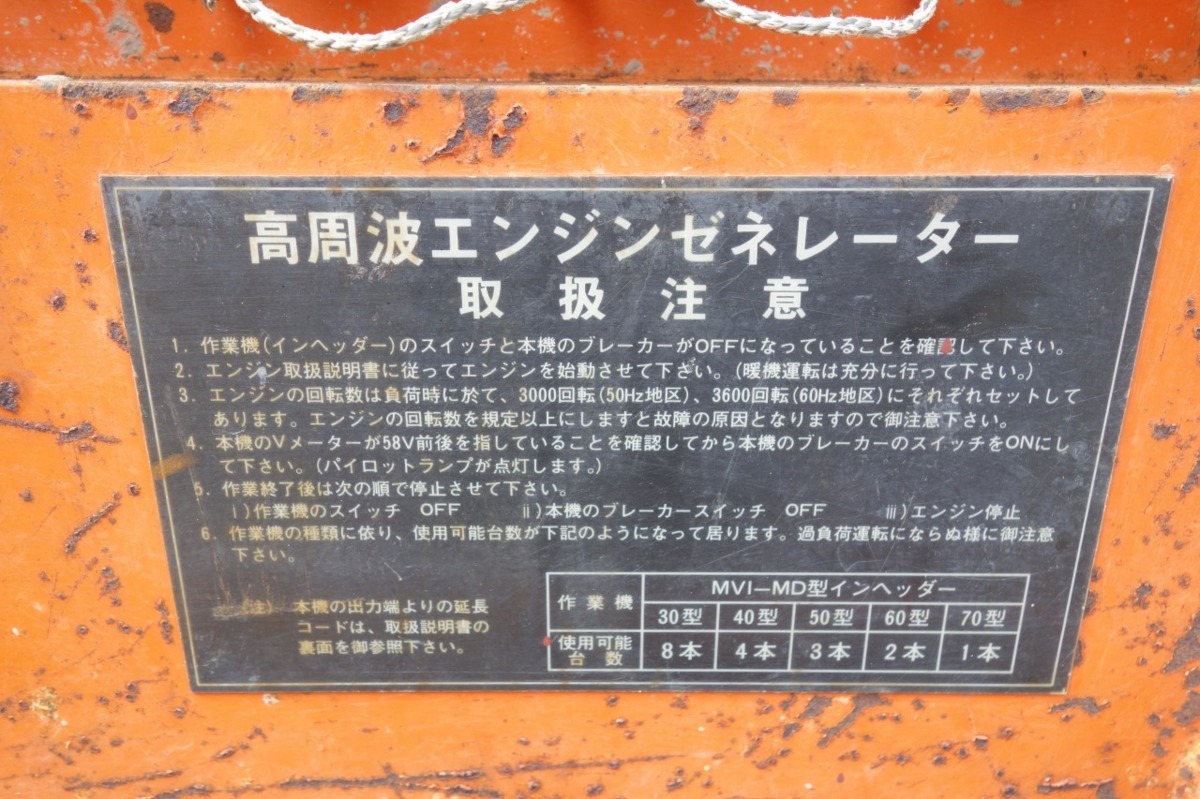 高周波エンジンゼネレーター
取扱注意
1. 作業機(インヘッダー)のスイッチと本機のブレーカーがOFFになっていることを確認して下さい。
2. エンジン取扱説明書に従ってエンジンを始動させて下さい。(暖機運転は充分に行って下さい。)
3. エンジンの回転数は負荷時に於て、3000回転(50Hz地区)、3600回転(60Hz地区)にそれぞれセットして
あります。エンジンの回転数を規定以上にしますと故障の原因となりますので御注意下さい。
4. 本機のVメーターが58V前後を指していることを確認してから本機のブレーカーのスイッチをONにし
て下さい。(パイロットランプが点灯します。)
5. 作業終了後は次の順で停止させて下さい。
i)作業機のスイッチ OFF ii)本機のブレーカースイッチ OFF iii)エンジン停止
6. 作業機の種類に依り、使用可能台数が下記のようになって居ります。過負荷運転にならぬ様に御注意
下さい。
(注) 本機の出力端よりの延長
コードは、取扱説明書の
裏面を御参照下さい。
作業機 MVI-MD型インヘッダー
30型 40型 50型 60型 70型
使用可能台数 8本 4本 3本 2本 1本